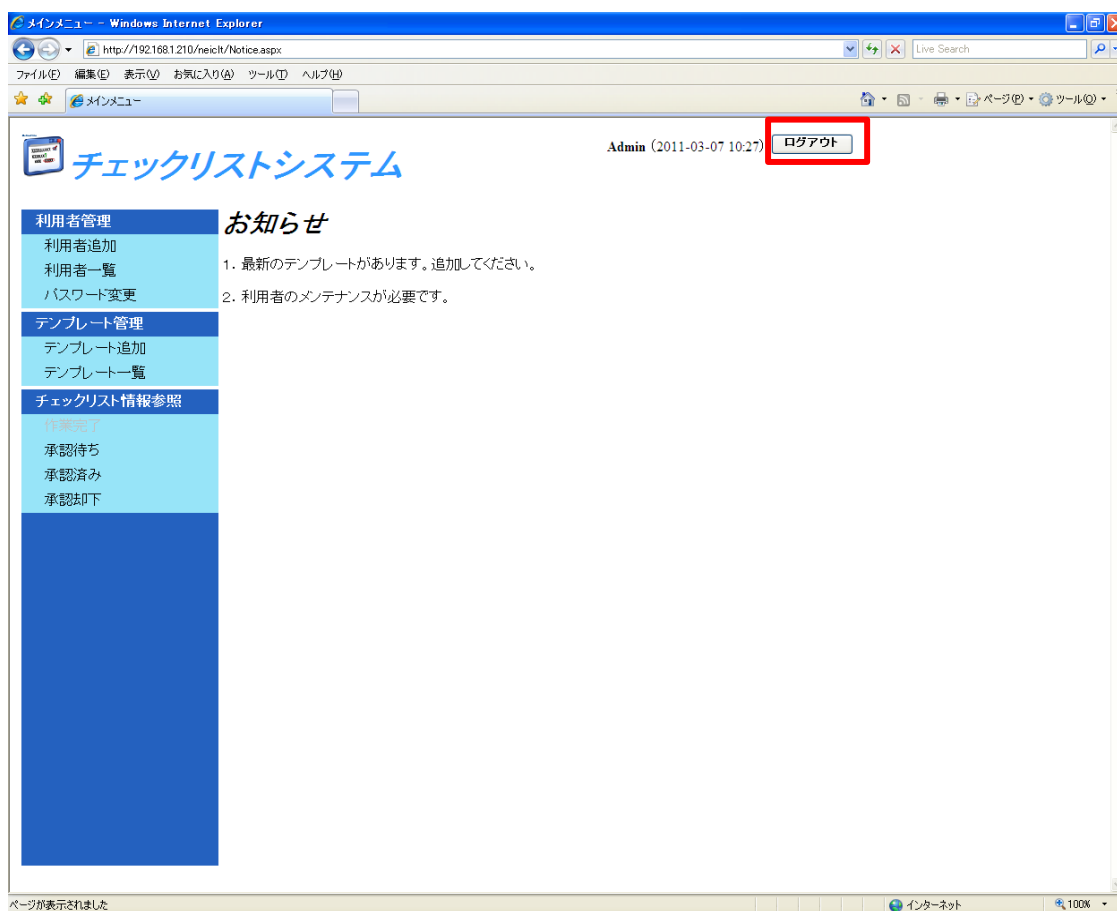 メインメニュー - Windows Internet Explorer
http://192.168.1.210/neiclt/Notice.aspx
Live Search
ファイル(F) 編集(E) 表示(V) お気に入り(A) ツール(T) ヘルプ(H)
メインメニュー
ページ(P) ツール(O)
チェックリストシステム
Admin (2011-03-07 10:27) ログアウト
利用者管理
利用者追加
利用者一覧
パスワード変更
テンプレート管理
テンプレート追加
テンプレート一覧
チェックリスト情報参照
作業完了
承認待ち
承認済み
承認却下
お知らせ
1. 最新のテンプレートがあります。追加してください。
2. 利用者のメンテナンスが必要です。
ページが表示されました
インターネット
100%